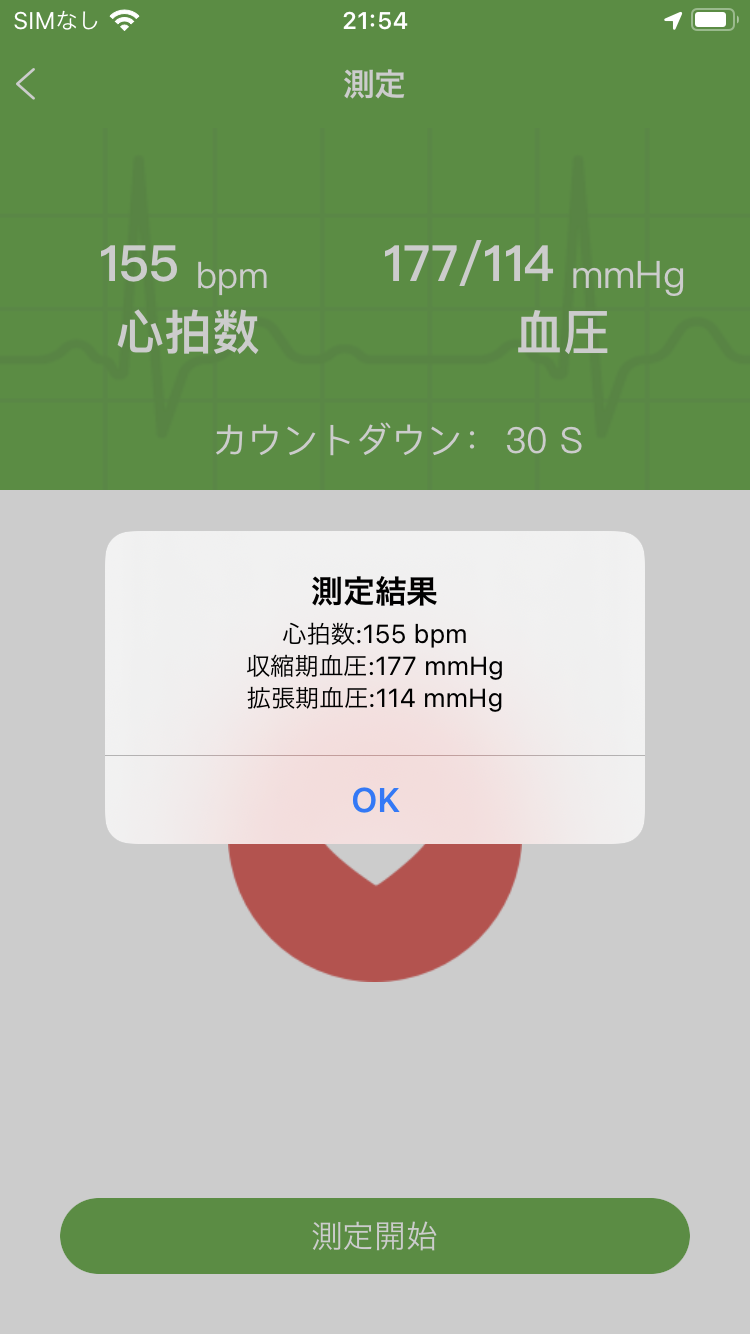 SIMなし 21:54
測定
155 bpm 177/114 mmHg
心拍数 血圧
カウントダウン： 30 S
測定結果
心拍数:155 bpm
収縮期血圧:177 mmHg
拡張期血圧:114 mmHg
OK
測定開始